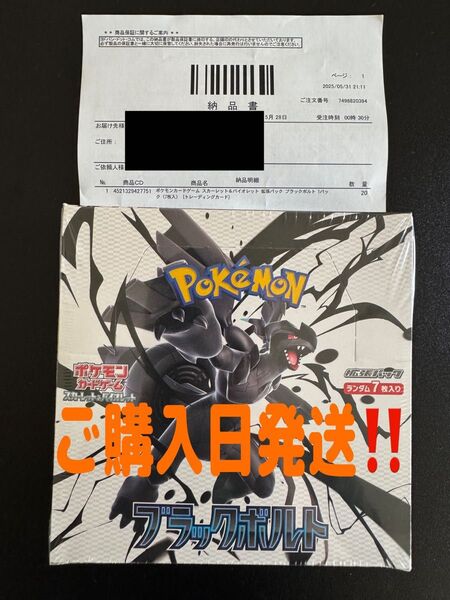 ** 商品保証に関するご案内 **
ページ： 1
2025/05/31 21:11
納 品 書
ご注文番号 7498820394
お届け先様
5月 28日 受注時刻 00時 30分
ご住所：
ご依頼人様
納品明細
№ 商品CD 商品名 数量
1 4521329427751 ポケモンカードゲーム スカーレット&バイオレット 拡張パック ブラックボルト 1パック（7枚入）［トレーディングカード］ 20
POKÉMON
ポケモン
カードゲーム
スカーレット&バイオレット
拡張パック
ランダム7枚入り
ご購入日発送‼
ブラックボルト